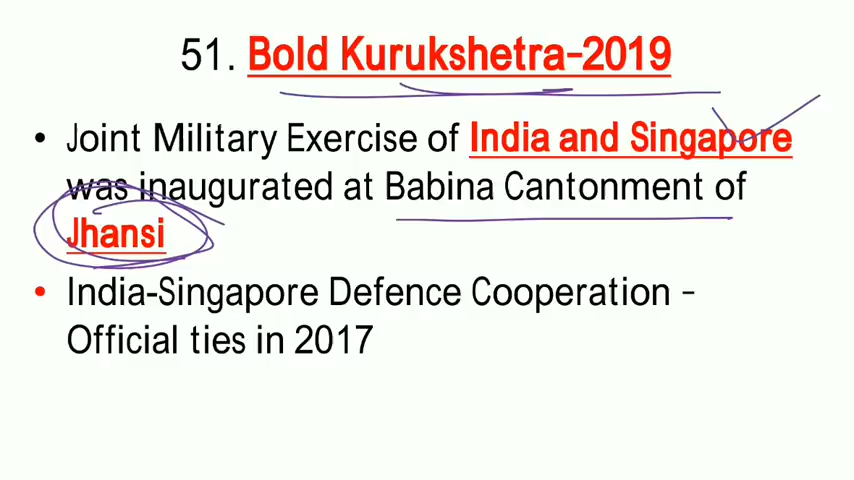 51. Bold Kurukshetra-2019
• Joint Military Exercise of India and Singapore
was inaugurated at Babina Cantonment of
Jhansi
• India-Singapore Defence Cooperation -
Official ties in 2017